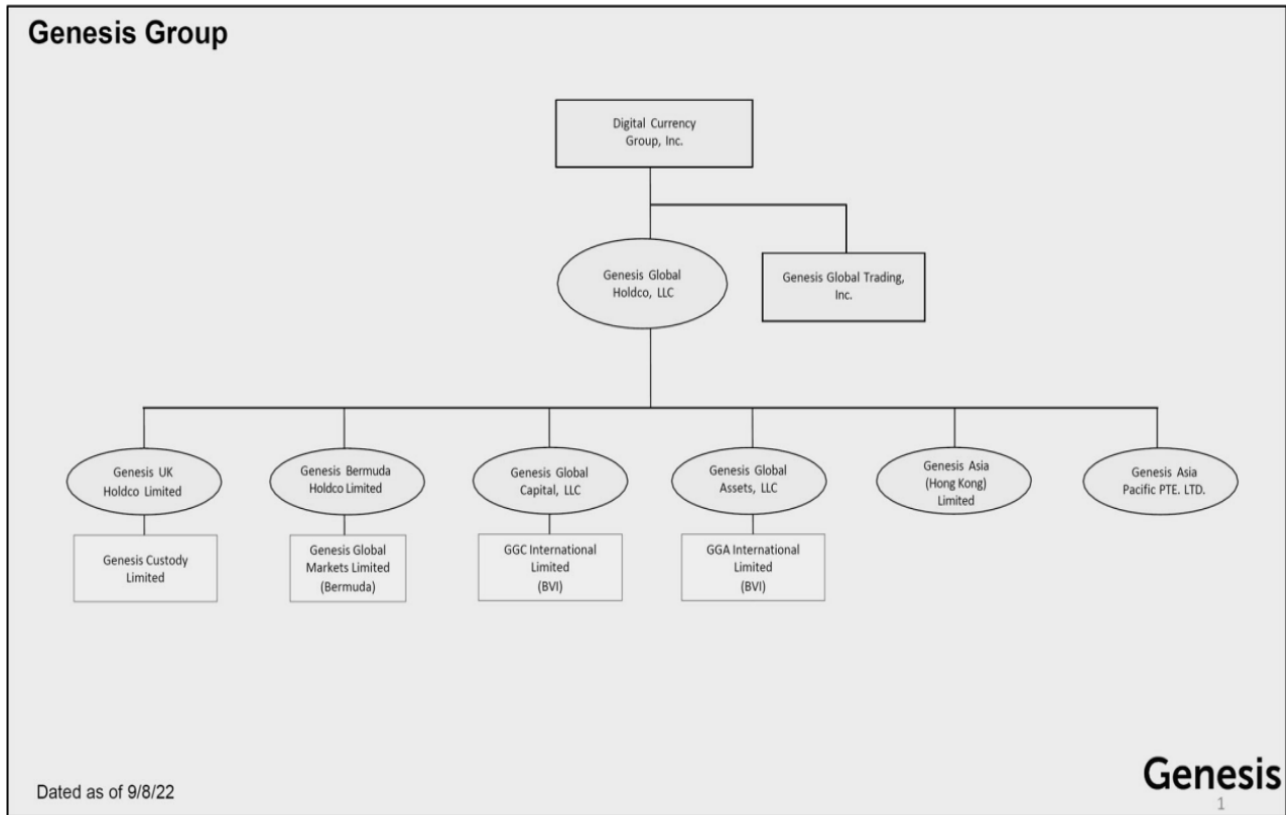 Genesis Group
Digital Currency
Group, Inc.
Genesis Global
Holdco, LLC
Genesis Global Trading,
Inc.
Genesis UK
Holdco Limited
Genesis Bermuda
Holdco Limited
Genesis Global
Capital, LLC
Genesis Global
Assets, LLC
Genesis Asia
(Hong Kong)
Limited
Genesis Asia
Pacific PTE. LTD.
Genesis Custody
Limited
Genesis Global
Markets Limited
(Bermuda)
GGC International
Limited
(BVI)
GGA International
Limited
(BVI)
Dated as of 9/8/22
Genesis
1